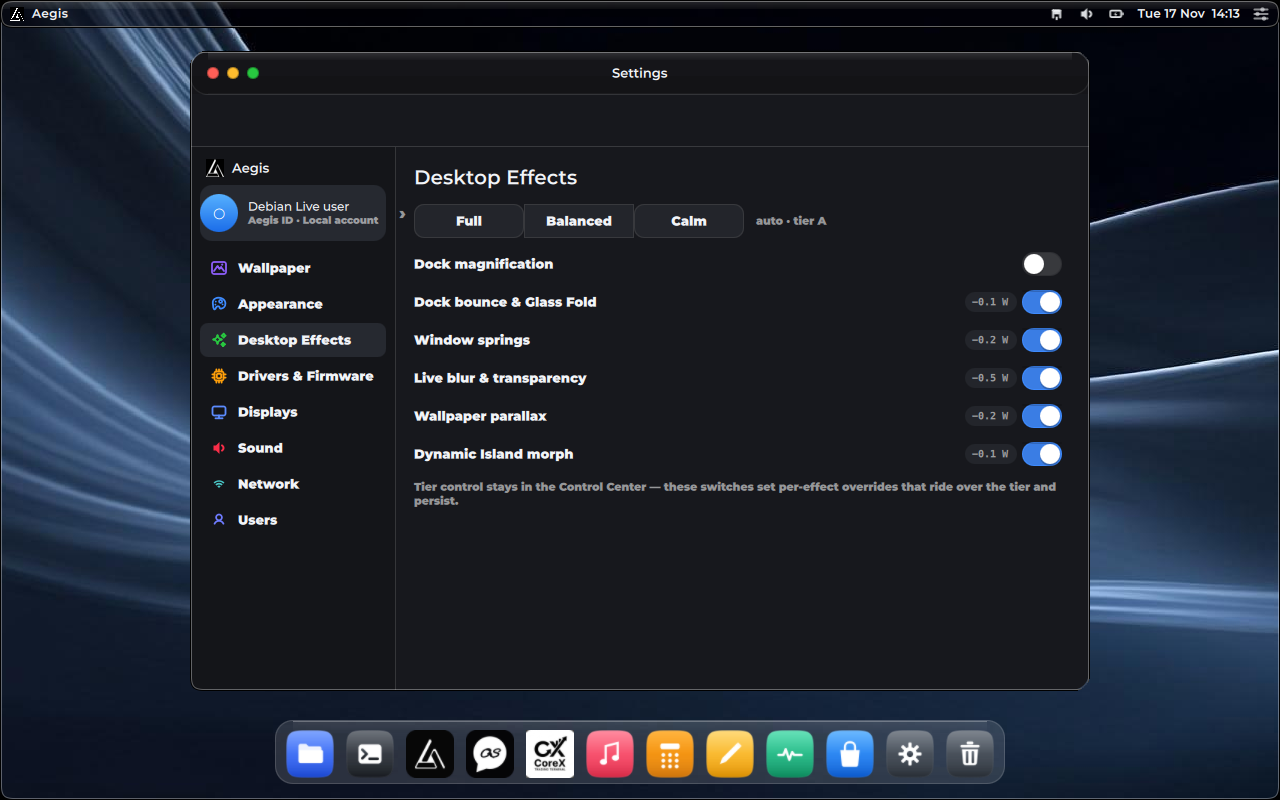 Aegis
Tue 17 Nov 14:13
Settings
Aegis
Debian Live user
Aegis ID • Local account
Wallpaper
Appearance
Desktop Effects
Drivers & Firmware
Displays
Sound
Network
Users
Desktop Effects
Full
Balanced
Calm
auto • tier A
Dock magnification
Dock bounce & Glass Fold
−0.1 W
Window springs
−0.2 W
Live blur & transparency
−0.5 W
Wallpaper parallax
−0.2 W
Dynamic Island morph
−0.1 W
Tier control stays in the Control Center — these switches set per-effect overrides that ride over the tier and
persist.
as
CX
CoreX